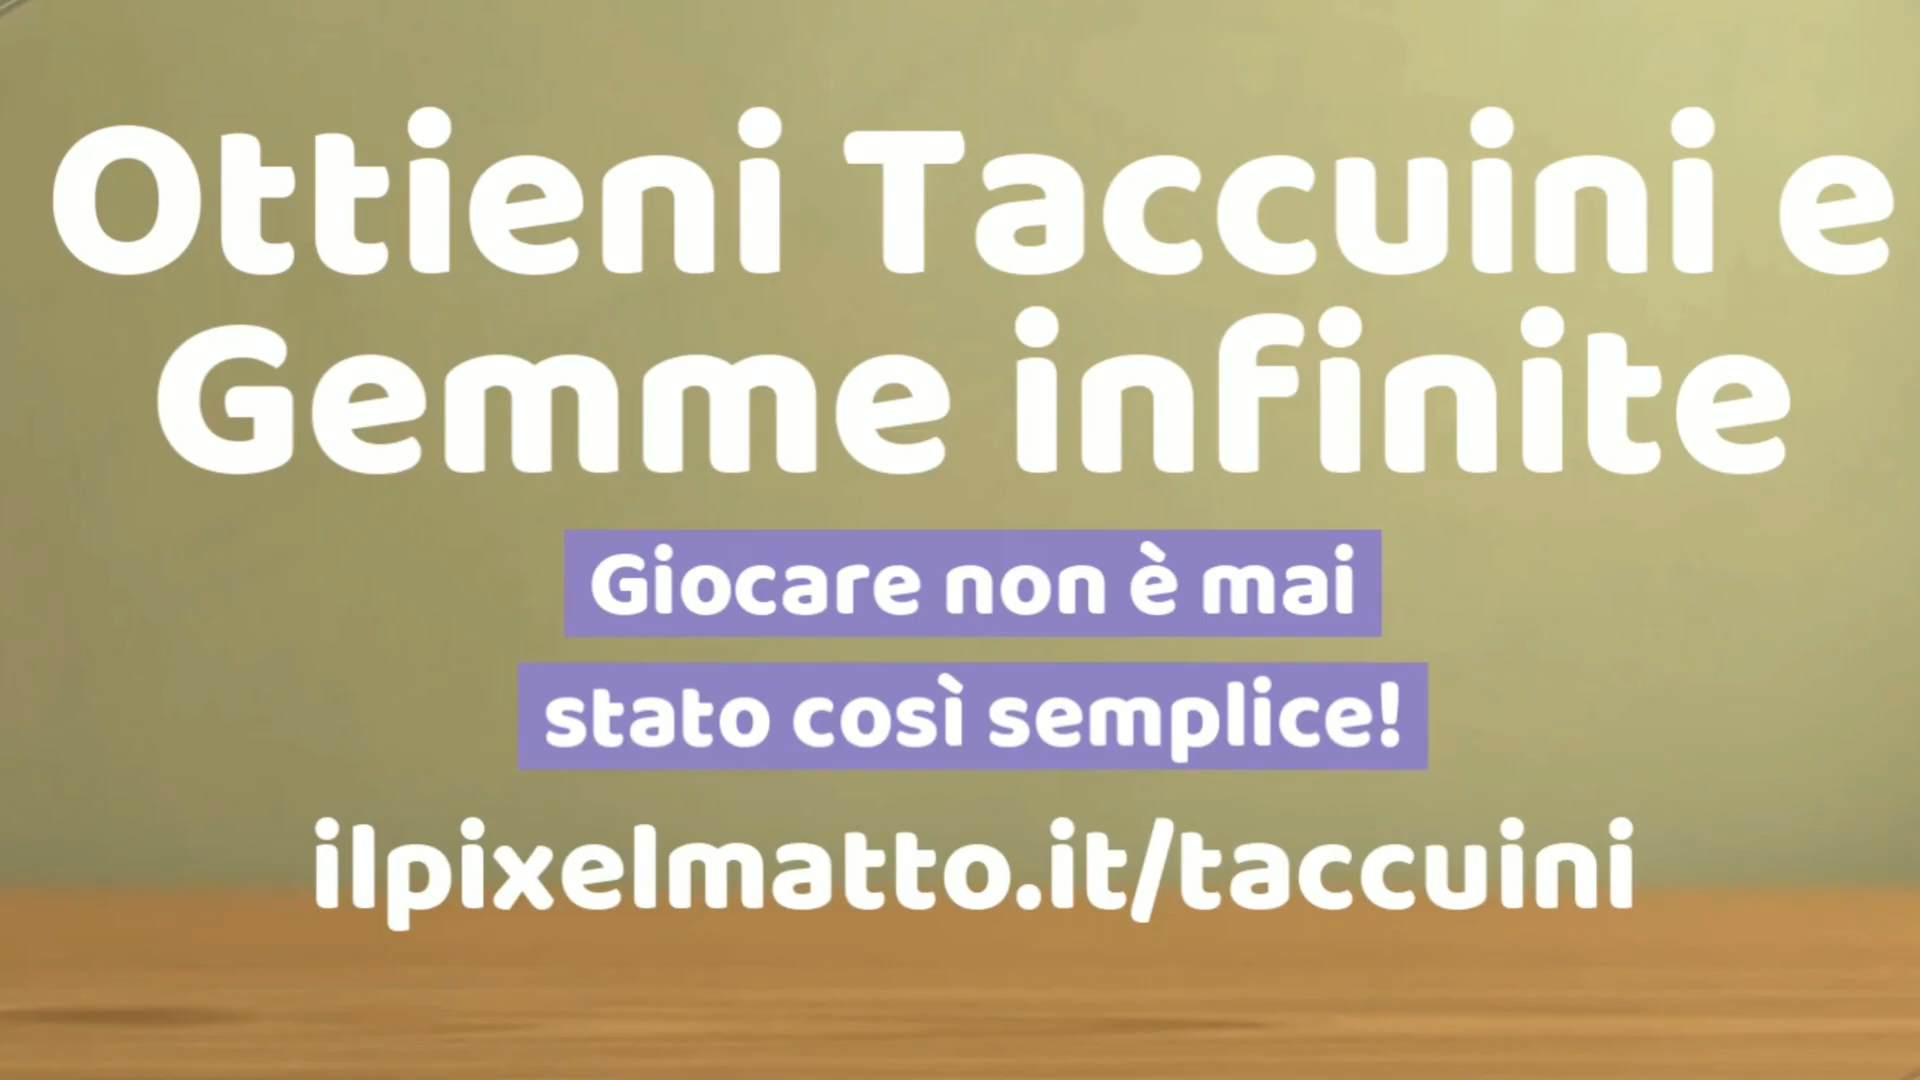 Ottieni Taccuini e
Gemme infinite
Giocare non è mai
stato così semplice!
ilpixelmatto.it/taccuini